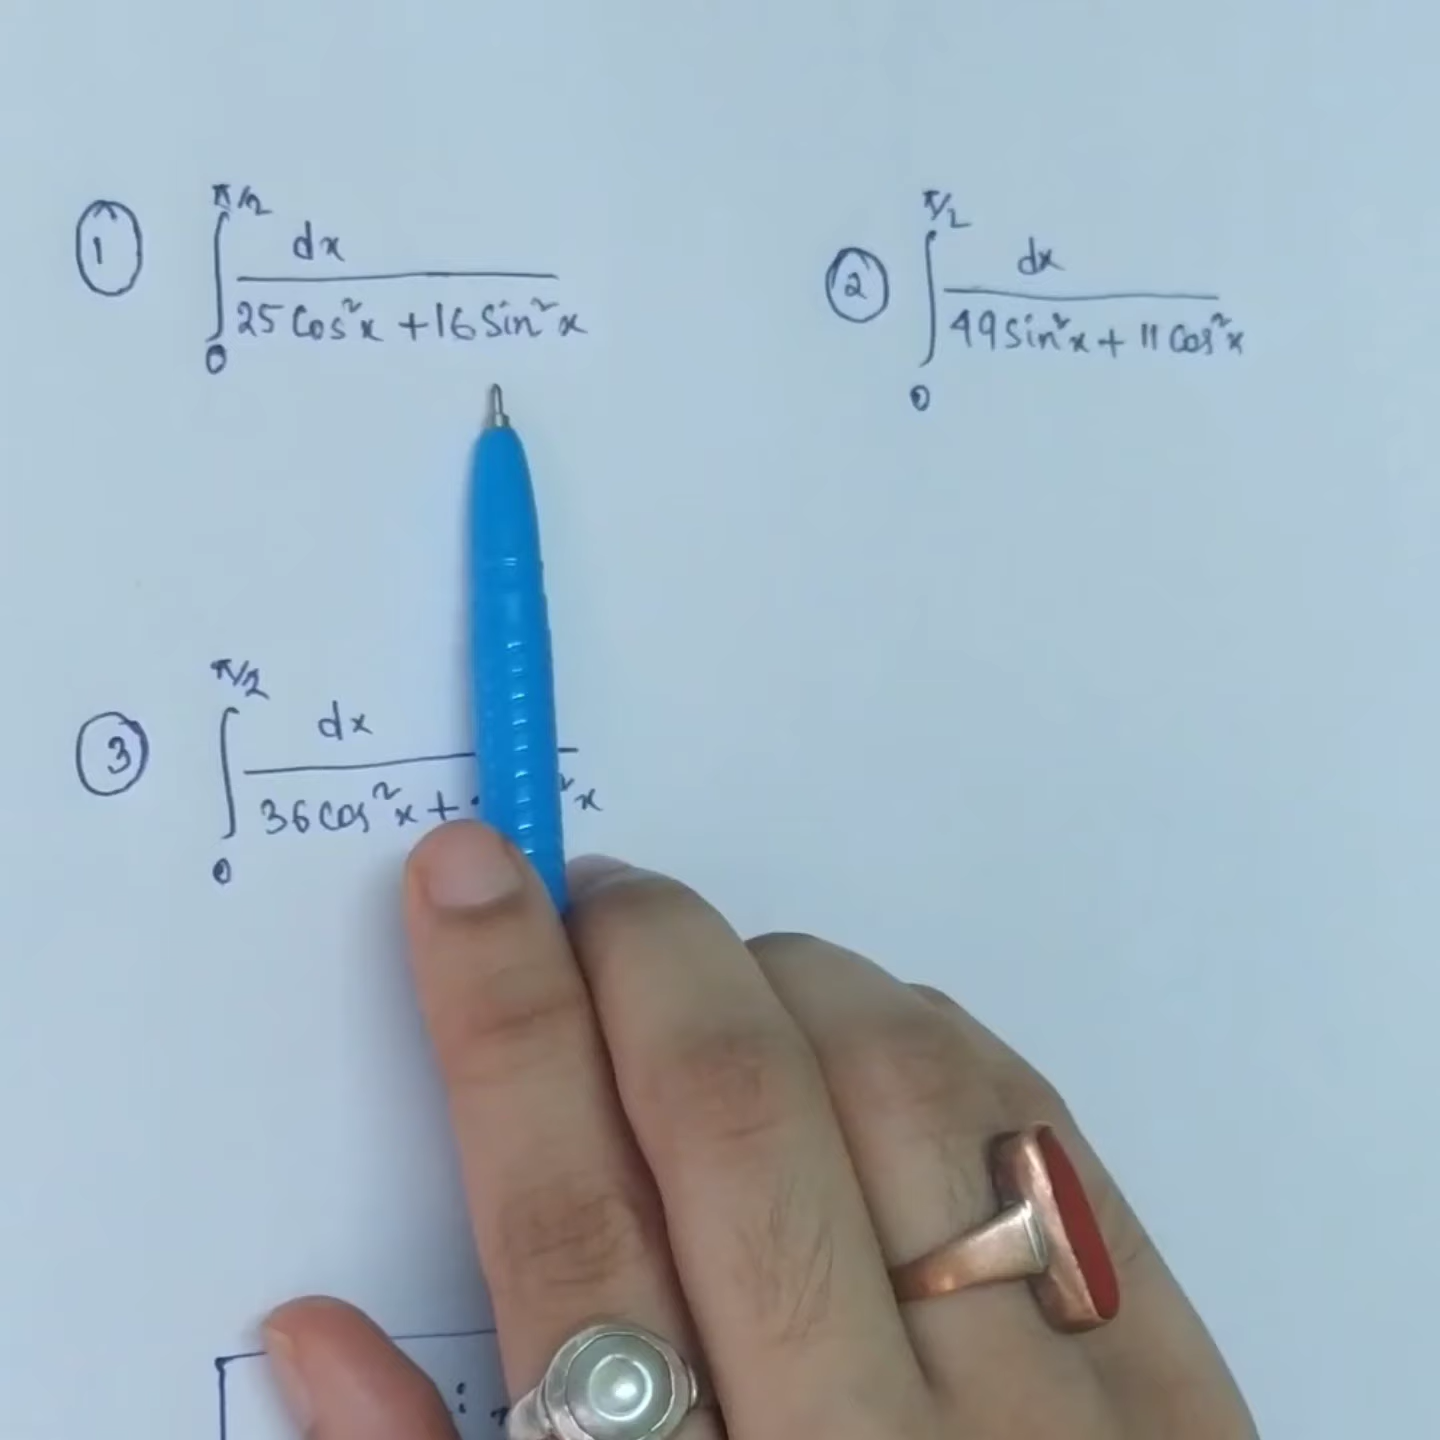 ① ∫₀^π/2 dx / (25 Cos²x + 16 Sin²x)
② ∫₀^π/2 dx / (49 Sin²x + 11 Cos²x)
③ ∫₀^π/2 dx / (36 cos²x + ²x